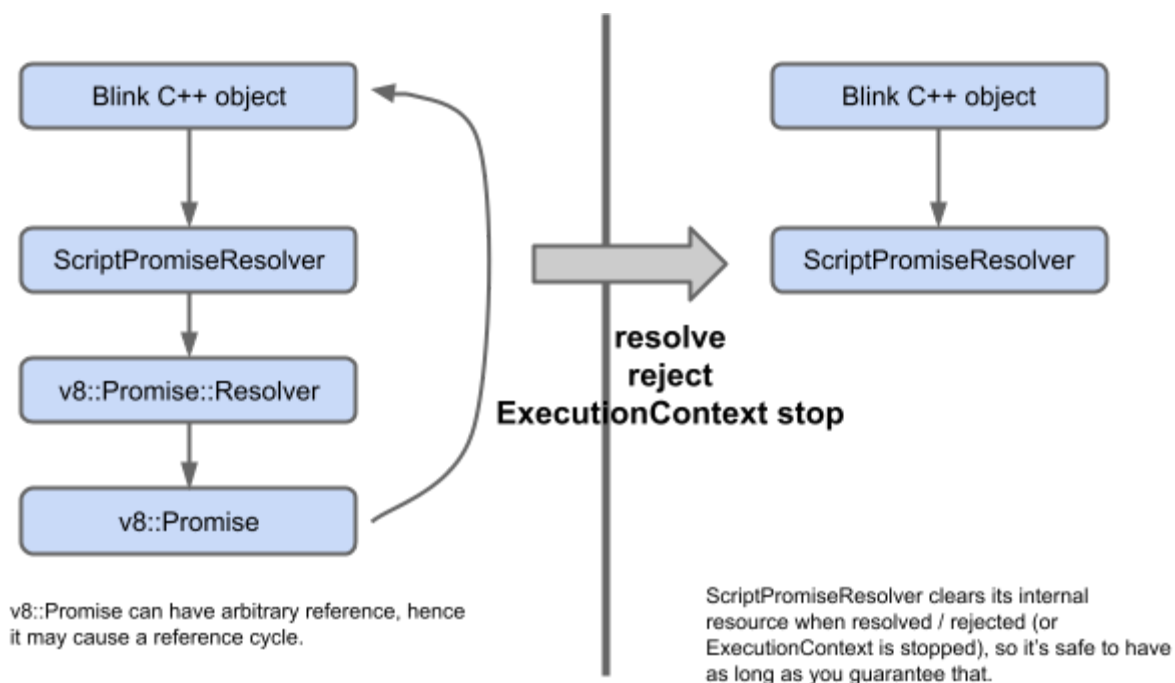 Blink C++ object
ScriptPromiseResolver
v8::Promise::Resolver
v8::Promise
v8::Promise can have arbitrary reference, hence
it may cause a reference cycle.
resolve
reject
ExecutionContext stop
Blink C++ object
ScriptPromiseResolver
ScriptPromiseResolver clears its internal
resource when resolved / rejected (or
ExecutionContext is stopped), so it's safe to have
as long as you guarantee that.